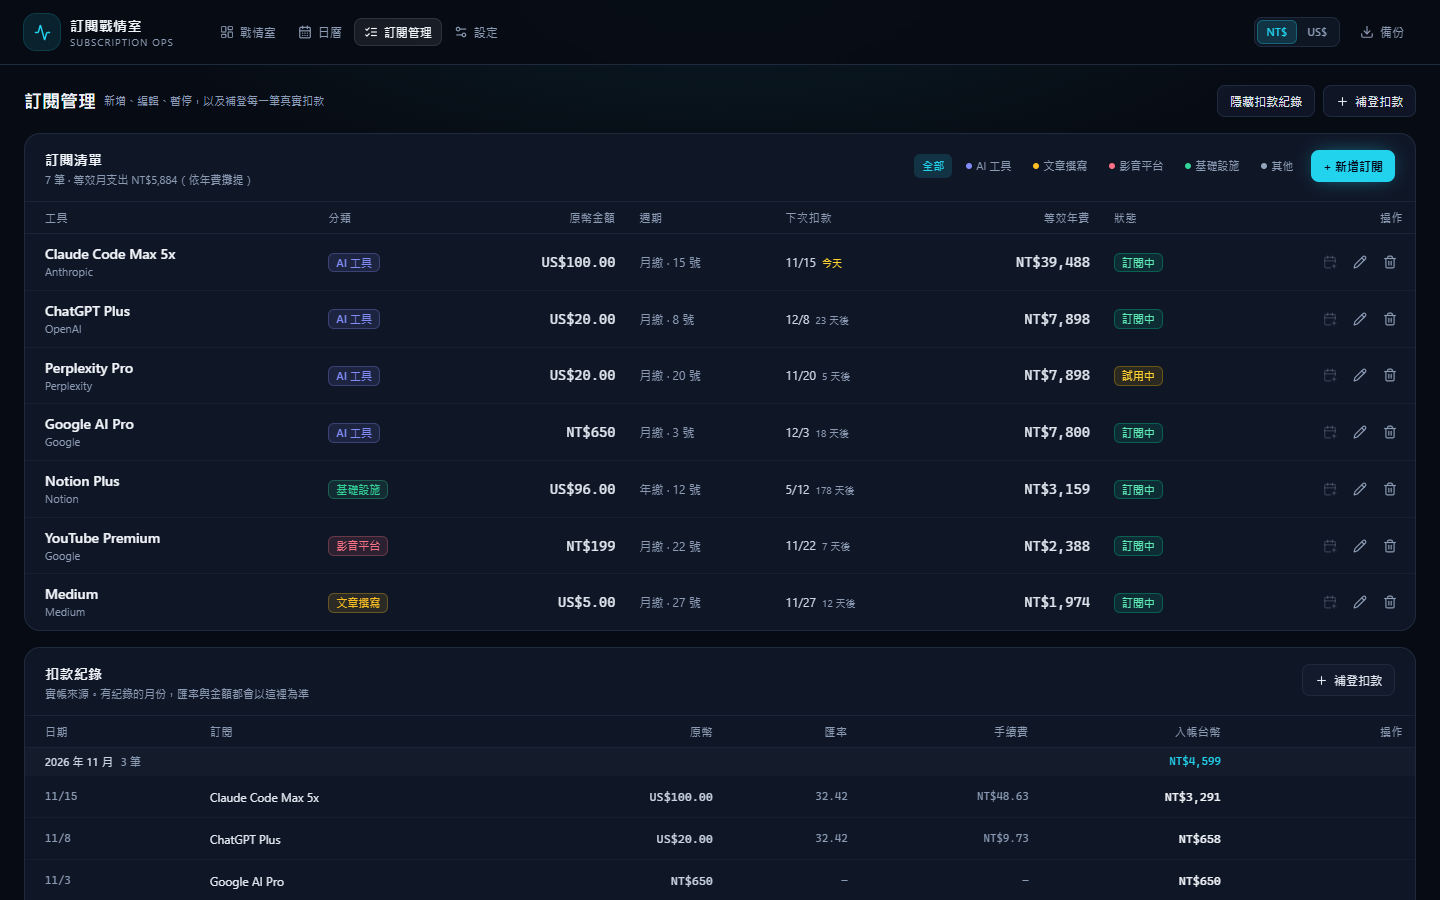 訂閱戰情室
SUBSCRIPTION OPS
戰情室
日曆
訂閱管理
設定
NT$ US$
備份
訂閱管理 新增、編輯、暫停，以及補登每一筆真實扣款
隱藏扣款紀錄
+ 補登扣款
訂閱清單
7 筆 · 等效月支出 NT$5,884（依年費攤提）
全部 AI 工具 文章撰寫 影音平台 基礎設施 其他
+ 新增訂閱
工具 分類 原幣金額 週期 下次扣款 等效年費 狀態 操作
Claude Code Max 5x
Anthropic
AI 工具 US$100.00 月繳 · 15 號 11/15 今天 NT$39,488 訂閱中
ChatGPT Plus
OpenAI
AI 工具 US$20.00 月繳 · 8 號 12/8 23 天後 NT$7,898 訂閱中
Perplexity Pro
Perplexity
AI 工具 US$20.00 月繳 · 20 號 11/20 5 天後 NT$7,898 試用中
Google AI Pro
Google
AI 工具 NT$650 月繳 · 3 號 12/3 18 天後 NT$7,800 訂閱中
Notion Plus
Notion
基礎設施 US$96.00 年繳 · 12 號 5/12 178 天後 NT$3,159 訂閱中
YouTube Premium
Google
影音平台 NT$199 月繳 · 22 號 11/22 7 天後 NT$2,388 訂閱中
Medium
Medium
文章撰寫 US$5.00 月繳 · 27 號 11/27 12 天後 NT$1,974 訂閱中
扣款紀錄
實帳來源。有紀錄的月份，匯率與金額都會以這裡為準
+ 補登扣款
日期 訂閱 原幣 匯率 手續費 入帳台幣 操作
2026 年 11 月 3 筆 NT$4,599
11/15 Claude Code Max 5x US$100.00 32.42 NT$48.63 NT$3,291
11/8 ChatGPT Plus US$20.00 32.42 NT$9.73 NT$658
11/3 Google AI Pro NT$650 — — NT$650